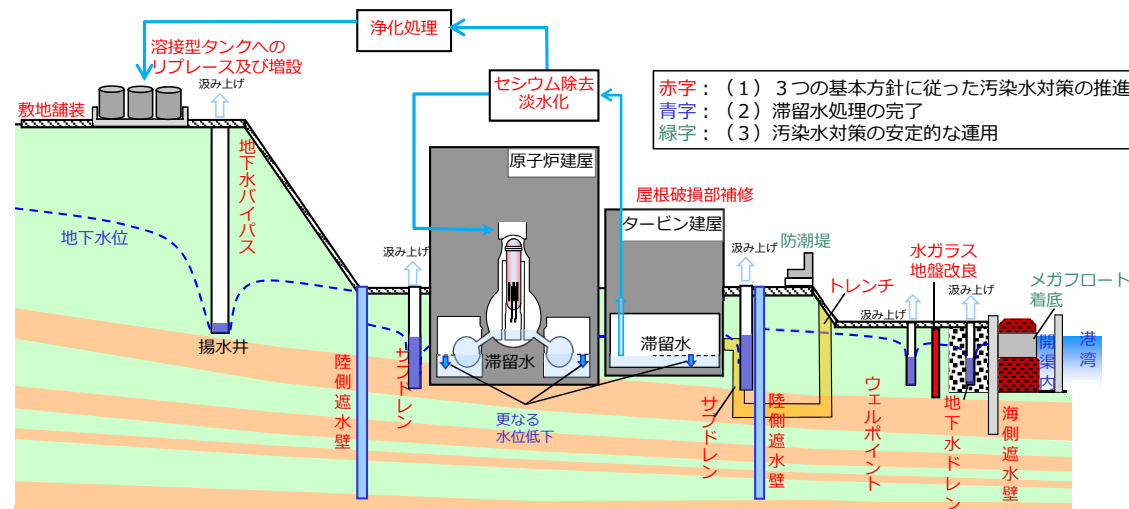 浄化処理
溶接型タンクへの
リプレース及び増設
汲み上げ
敷地舗装
セシウム除去
淡水化
赤字：（1）３つの基本方針に従った汚染水対策の推進
青字：（2）滞留水処理の完了
緑字：（3）汚染水対策の安定的な運用
原子炉建屋
屋根破損部補修
タービン建屋
地下水バイパス
地下水位
汲み上げ
汲み上げ
防潮堤
水ガラス
地盤改良
トレンチ
汲み上げ
汲み上げ
メガフロート
着底
揚水井
滞留水
滞留水
開渠内
港湾
陸側遮水壁
サブドレン
更なる
水位低下
サブドレン
陸側遮水壁
ウェルポイント
地下水ドレン
海側遮水壁